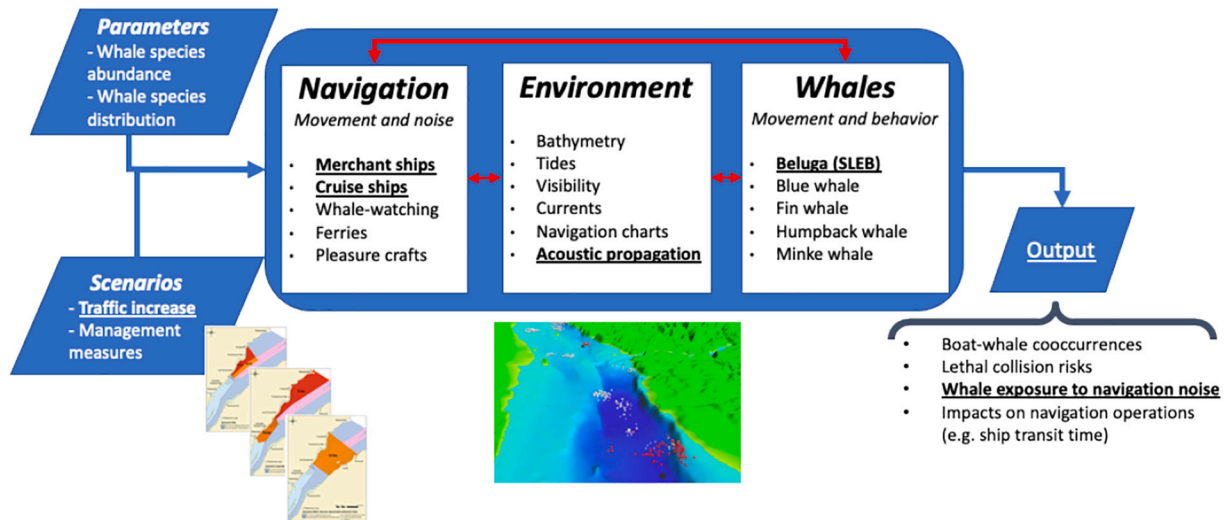 Parameters
- Whale species
abundance
- Whale species
distribution
Scenarios
- Traffic increase
- Management
measures
Navigation
Movement and noise
• Merchant ships
• Cruise ships
• Whale-watching
• Ferries
• Pleasure crafts
Environment
• Bathymetry
• Tides
• Visibility
• Currents
• Navigation charts
• Acoustic propagation
Whales
Movement and behavior
• Beluga (SLEB)
• Blue whale
• Fin whale
• Humpback whale
• Minke whale
Output
• Boat-whale cooccurrences
• Lethal collision risks
• Whale exposure to navigation noise
• Impacts on navigation operations
(e.g. ship transit time)